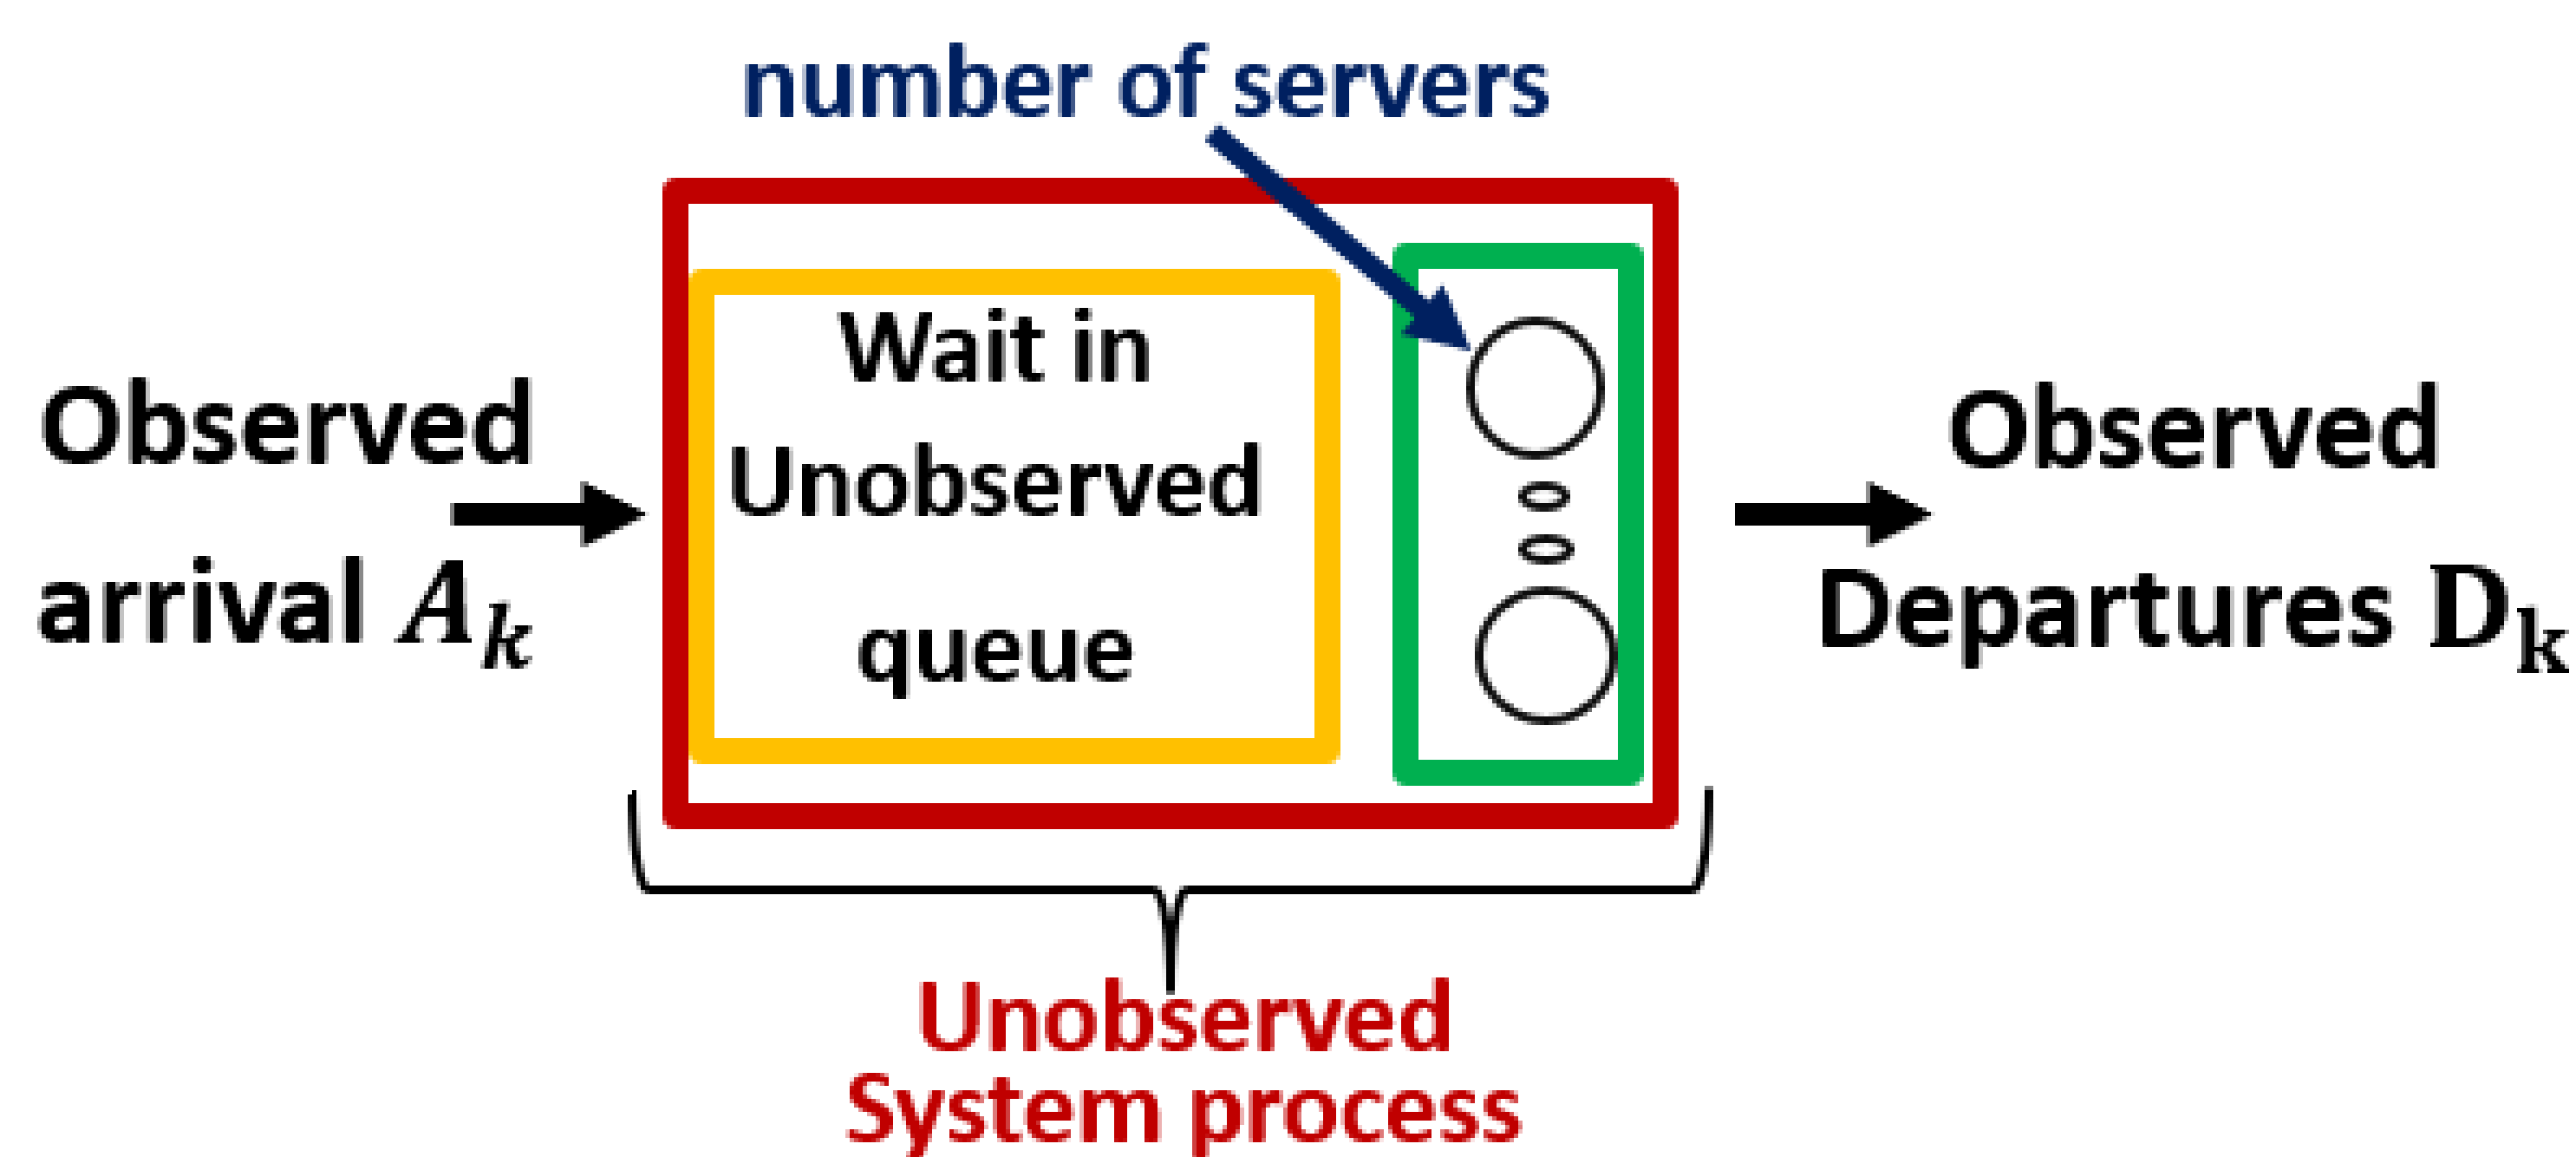 number of servers
Observed
arrival A_k
Wait in
Unobserved
queue
Observed
Departures D_k
Unobserved
System process